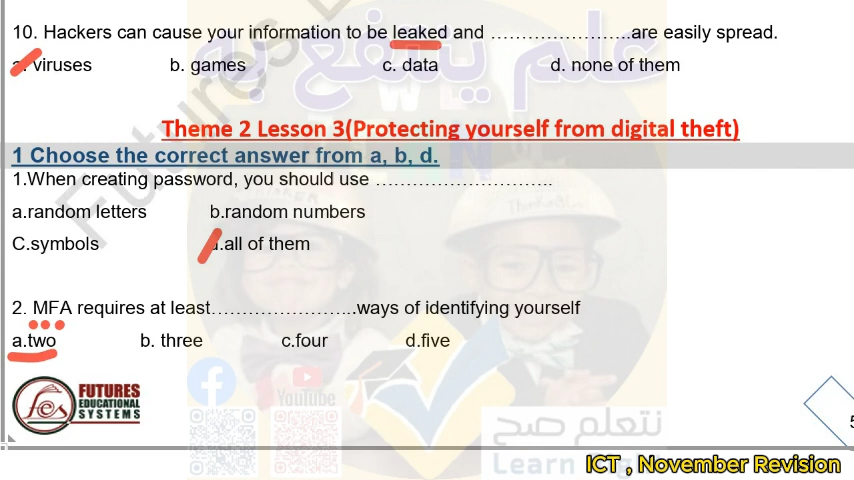 10. Hackers can cause your information to be leaked and …………………..are easily spread.
a. viruses b. games c. data d. none of them
علم ينتفع به
Theme 2 Lesson 3(Protecting yourself from digital theft)
1 Choose the correct answer from a, b, d.
1.When creating password, you should use ………………………..
a.random letters b.random numbers
C.symbols d.all of them
2. MFA requires at least…………………..ways of identifying yourself
a.two b. three c.four d.five
FUTURES
EDUCATIONAL
SYSTEMS
fes
YouTube
نتعلم صح
Learn
5
ICT و November Revision